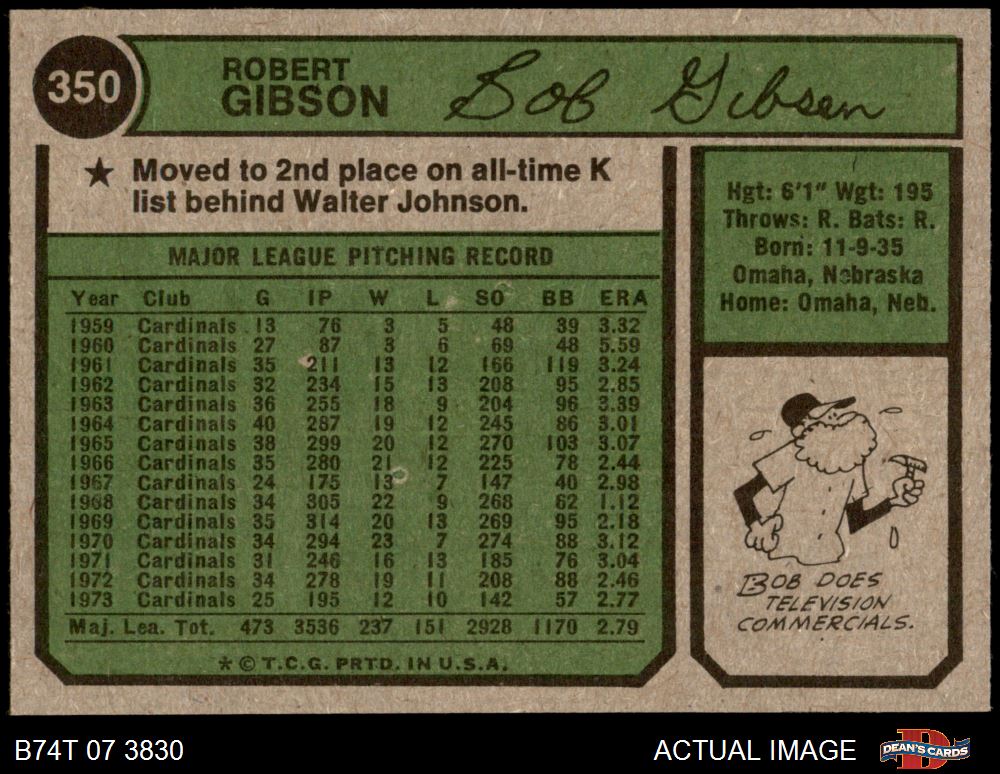 350
ROBERT
GIBSON
Bob Gibson
★ Moved to 2nd place on all-time K
list behind Walter Johnson.
MAJOR LEAGUE PITCHING RECORD
Year Club G IP W L SO BB ERA
1959 Cardinals 13 76 3 5 48 39 3.32
1960 Cardinals 27 87 3 6 69 48 5.59
1961 Cardinals 35 211 13 12 166 119 3.24
1962 Cardinals 32 234 15 13 208 95 2.85
1963 Cardinals 36 255 18 9 204 96 3.39
1964 Cardinals 40 287 19 12 245 86 3.01
1965 Cardinals 38 299 20 12 270 103 3.07
1966 Cardinals 35 280 21 12 225 78 2.44
1967 Cardinals 24 175 13 7 147 40 2.98
1968 Cardinals 34 305 22 9 268 62 1.12
1969 Cardinals 35 314 20 13 269 95 2.18
1970 Cardinals 34 294 23 7 274 88 3.12
1971 Cardinals 31 246 16 13 185 76 3.04
1972 Cardinals 34 278 19 11 208 88 2.46
1973 Cardinals 25 195 12 10 142 57 2.77
Maj. Lea. Tot. 473 3536 237 151 2928 1170 2.79
* © T.C.G. PRTD. IN U.S.A.
Hgt: 6'1" Wgt: 195
Throws: R. Bats: R.
Born: 11-9-35
Omaha, Nebraska
Home: Omaha, Neb.
BOB DOES
TELEVISION
COMMERCIALS.
B74T 07 3830
ACTUAL IMAGE
DEAN'S CARDS